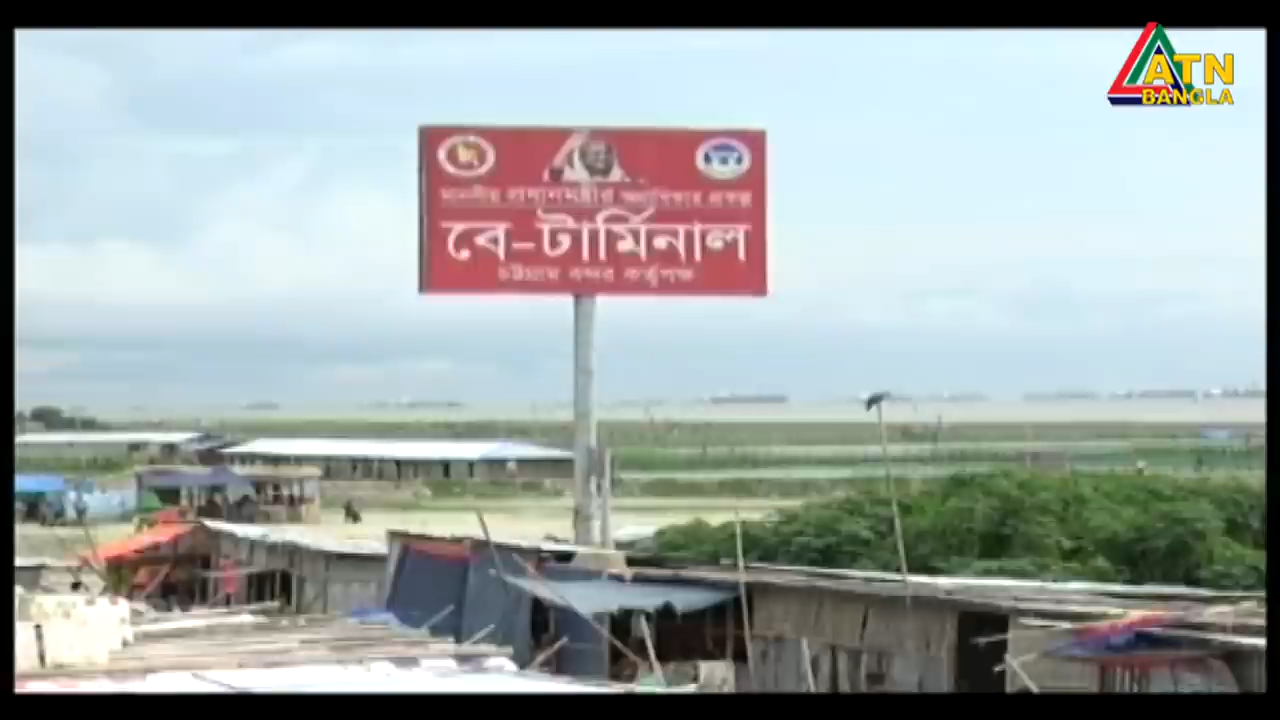 ATN
BANGLA
মাননীয় প্রধানমন্ত্রীর অগ্রাধিকার প্রকল্প
বে-টার্মিনাল
চট্টগ্রাম বন্দর কর্তৃপক্ষ